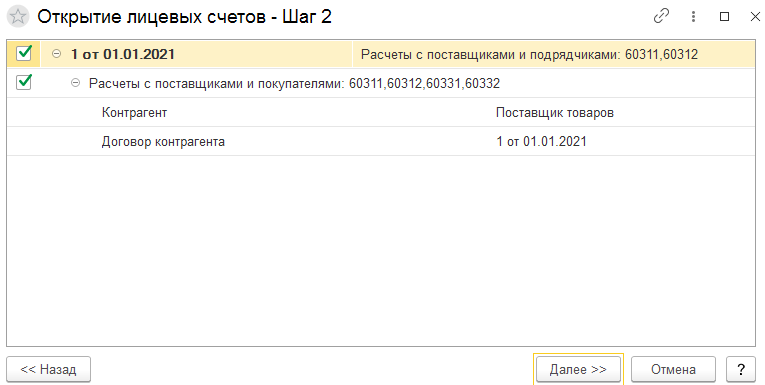 Открытие лицевых счетов - Шаг 2
1 от 01.01.2021 Расчеты с поставщиками и подрядчиками: 60311,60312
Расчеты с поставщиками и покупателями: 60311,60312,60331,60332
Контрагент Поставщик товаров
Договор контрагента 1 от 01.01.2021
<< Назад Далее >> Отмена ?